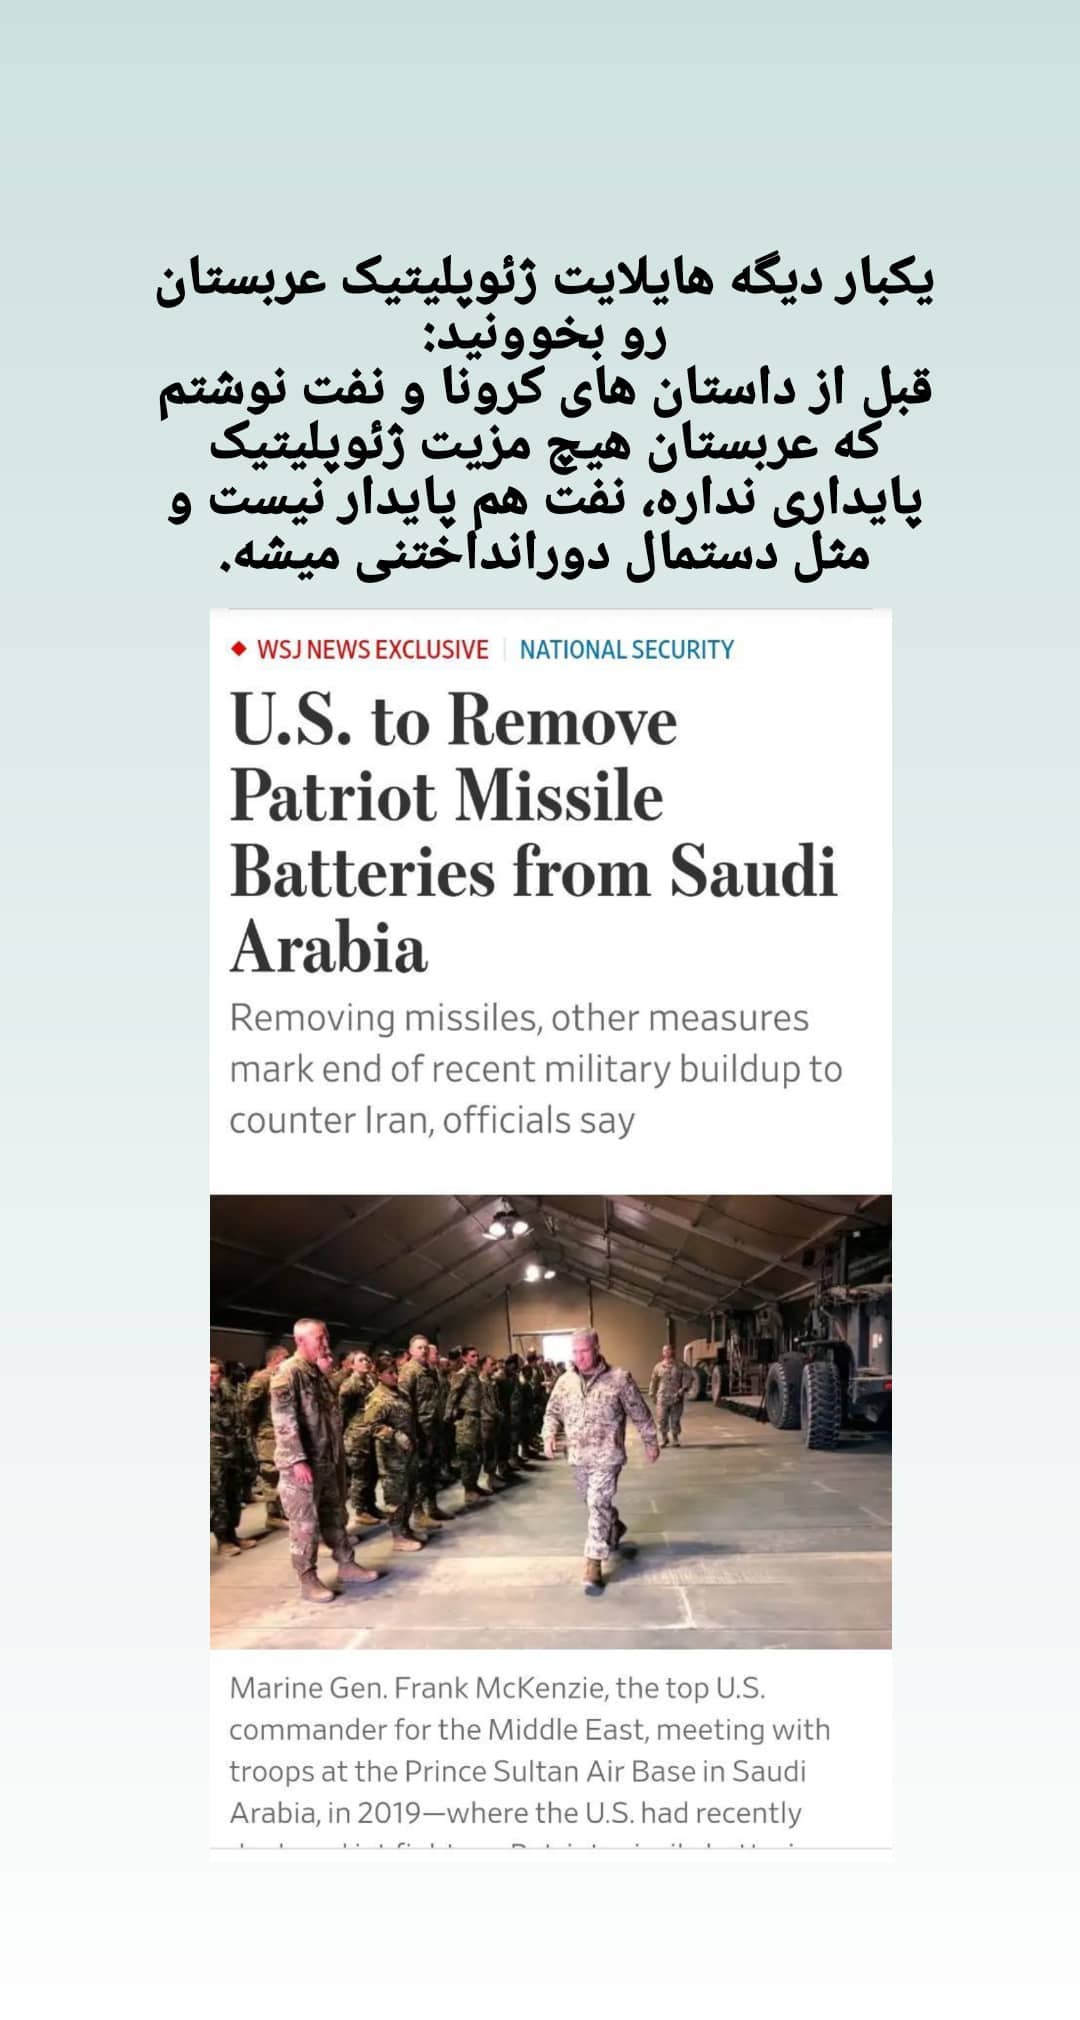 یکبار دیگه هایلایت ژئوپلیتیک عربستان
رو بخوونید:
قبل از داستان های کرونا و نفت نوشتم
که عربستان هیچ مزیت ژئوپلیتیک
پایداری نداره، نفت هم پایدار نیست و
مثل دستمال دورانداختنی میشه.
WSJ NEWS EXCLUSIVE | NATIONAL SECURITY
U.S. to Remove
Patriot Missile
Batteries from Saudi
Arabia
Removing missiles, other measures
mark end of recent military buildup to
counter Iran, officials say
Marine Gen. Frank McKenzie, the top U.S.
commander for the Middle East, meeting with
troops at the Prince Sultan Air Base in Saudi
Arabia, in 2019—where the U.S. had recently